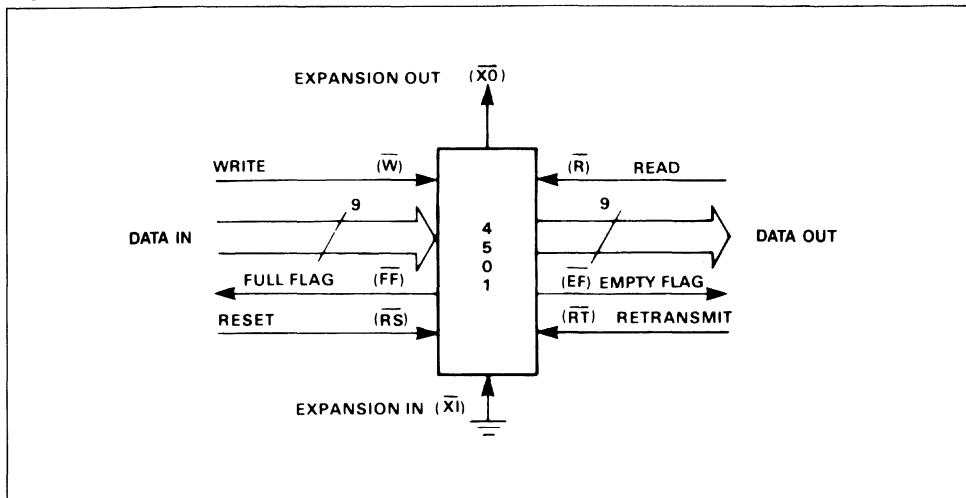 EXPANSION OUT (X̅O̅)
WRITE (W̅)
(R̅) READ
9
9
DATA IN
DATA OUT
4
5
0
1
FULL FLAG (F̅F̅)
(E̅F̅) EMPTY FLAG
RESET (R̅S̅)
(R̅T̅) RETRANSMIT
EXPANSION IN (X̅I̅)